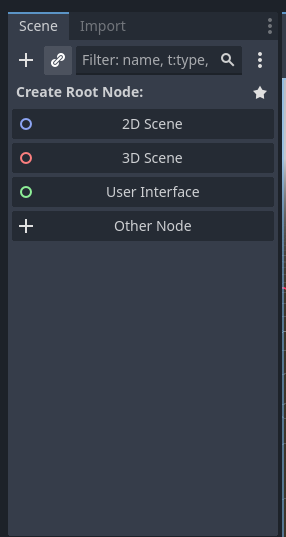 Scene Import
Filter: name, t:type,
Create Root Node:
2D Scene
3D Scene
User Interface
Other Node